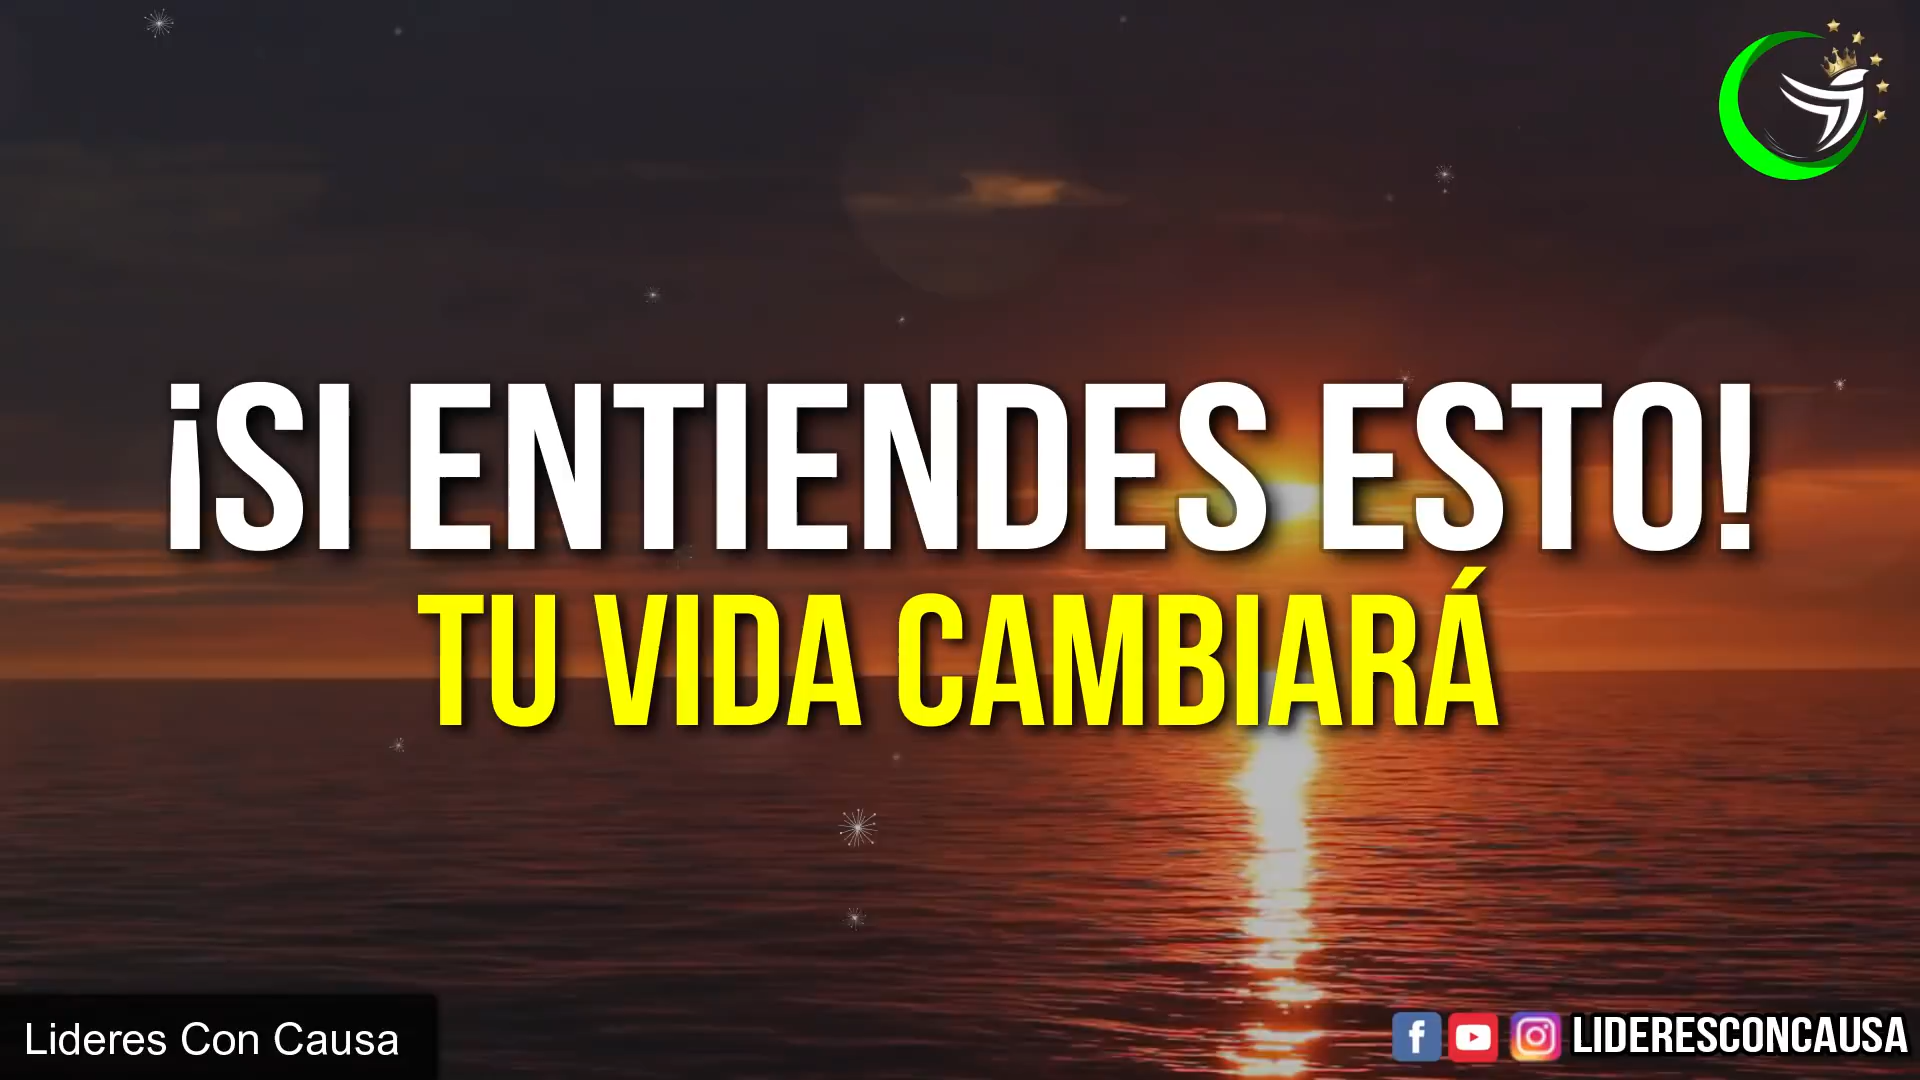 ¡SI ENTIENDES ESTO!
TU VIDA CAMBIARÁ
Lideres Con Causa
LIDERESCONCAUSA